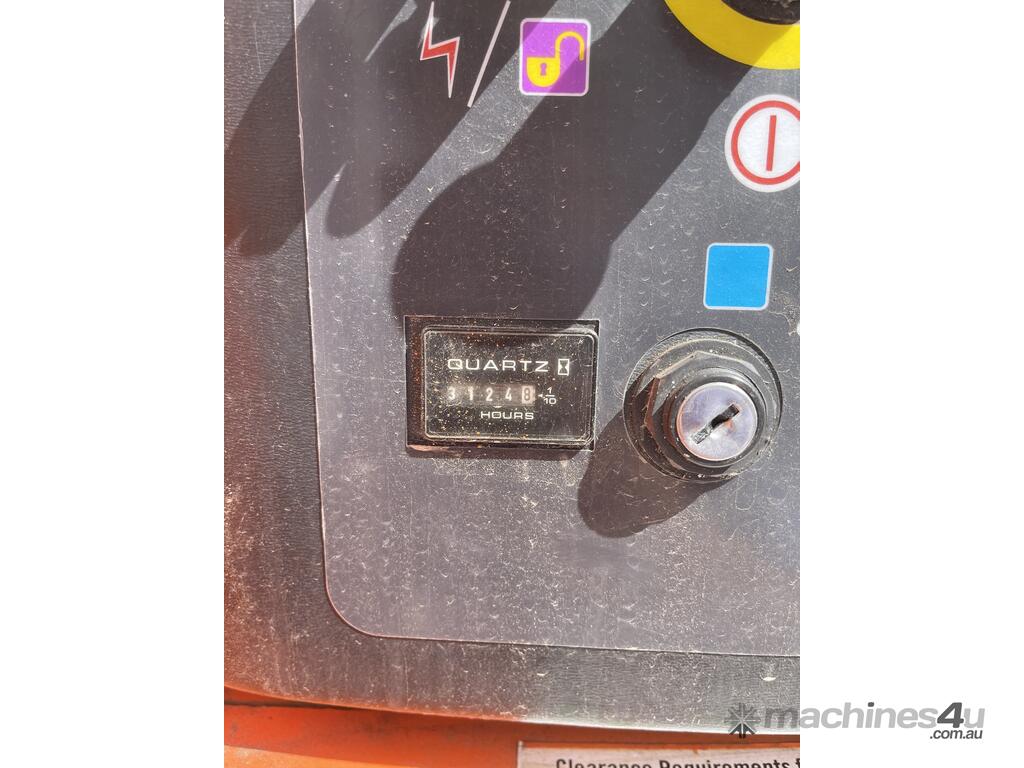 QUARTZ
31248 1/10
HOURS
machines4u
.com.au
Clearance Requirements f